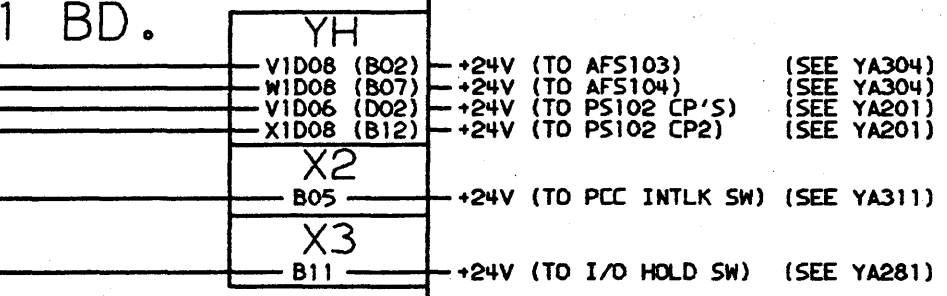 1 BD.
YH
V1D08 (B02) +24V (TO AFS103) (SEE YA304)
W1D08 (B07) +24V (TO AFS104) (SEE YA304)
V1D06 (D02) +24V (TO PS102 CP'S) (SEE YA201)
X1D08 (B12) +24V (TO PS102 CP2) (SEE YA201)
X2
B05 +24V (TO PCC INTLK SW) (SEE YA311)
X3
B11 +24V (TO I/O HOLD SW) (SEE YA281)